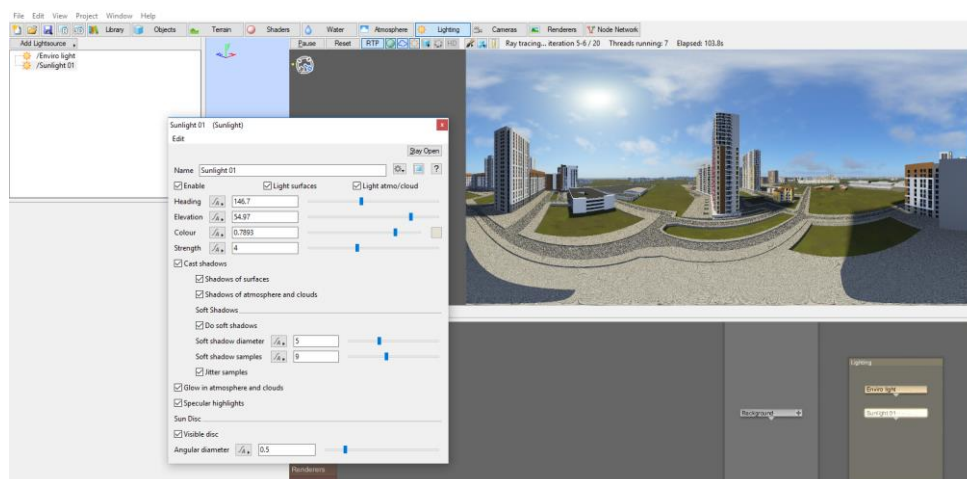 File Edit View Project Window Help
Library Objects Terrain Shaders Water Atmosphere Lighting Cameras Renderers Node Network
Add Lightsource Pause Reset RTP HD Ray tracing... iteration 5-6 / 20 Threads running: 7 Elapsed: 103.8s
/Enviro light
/Sunlight 01
Sunlight 01 (Sunlight)
Edit
Stay Open
Name Sunlight 01 ?
Enable Light surfaces Light atmo/cloud
Heading 146.7
Elevation 54.97
Colour 0.7893
Strength 4
Cast shadows
Shadows of surfaces
Shadows of atmosphere and clouds
Soft Shadows
Do soft shadows
Soft shadow diameter 5
Soft shadow samples 9
Jitter samples
Glow in atmosphere and clouds
Specular highlights
Sun Disc
Visible disc
Angular diameter 0.5
Lighting
Enviro light
Background
Sunlight 01
Renderers